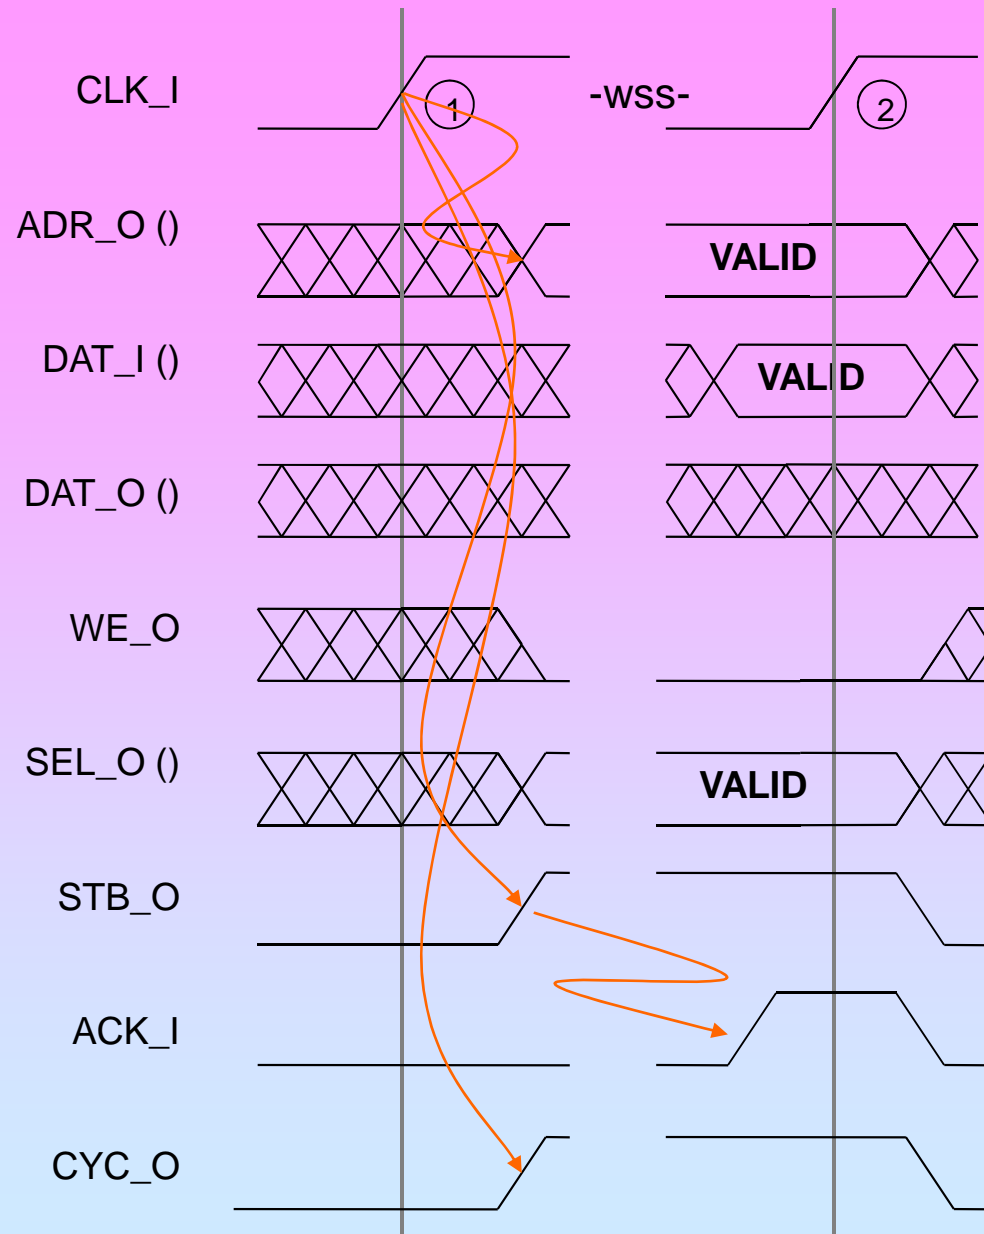 CLK_I
1
-wss-
2
ADR_O ()
VALID
DAT_I ()
VALID
DAT_O ()
WE_O
SEL_O ()
VALID
STB_O
ACK_I
CYC_O